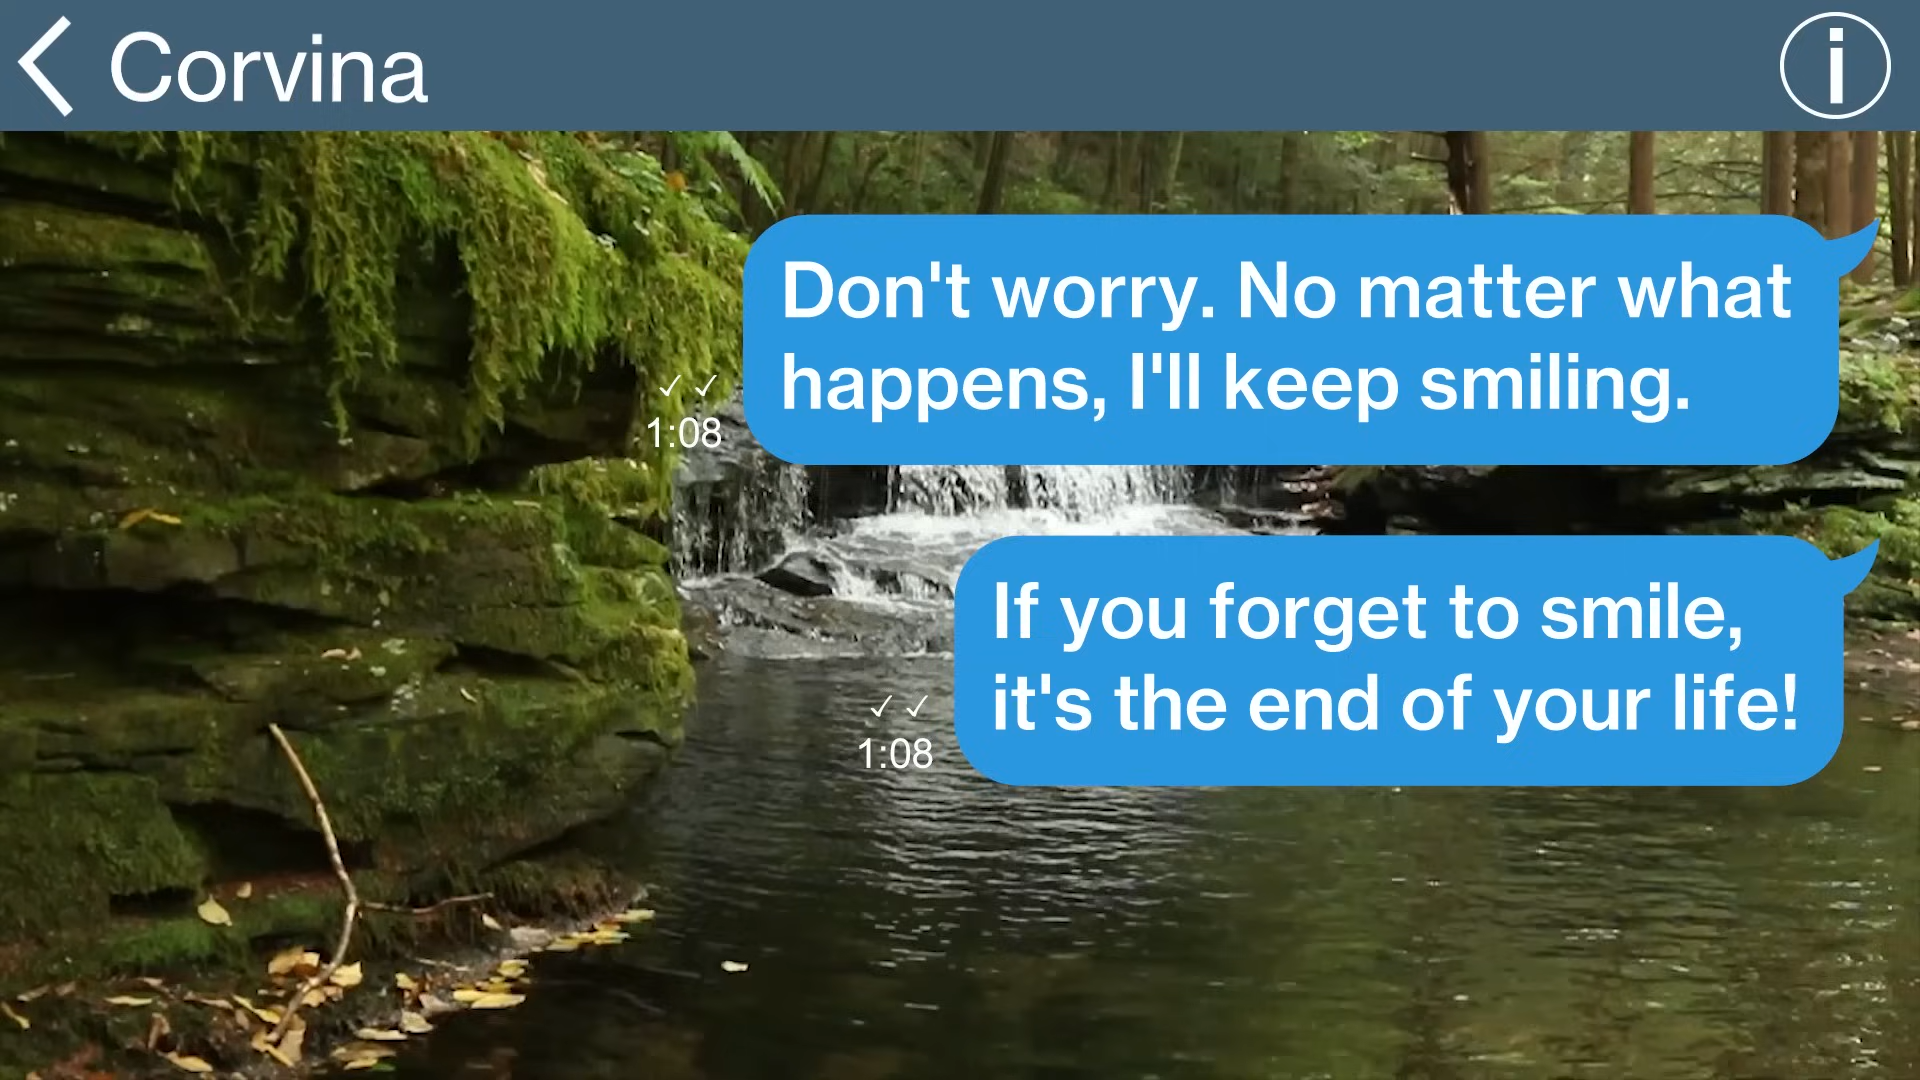 Corvina
Don't worry. No matter what
happens, I'll keep smiling.
✓ ✓
1:08
If you forget to smile,
it's the end of your life!
✓ ✓
1:08